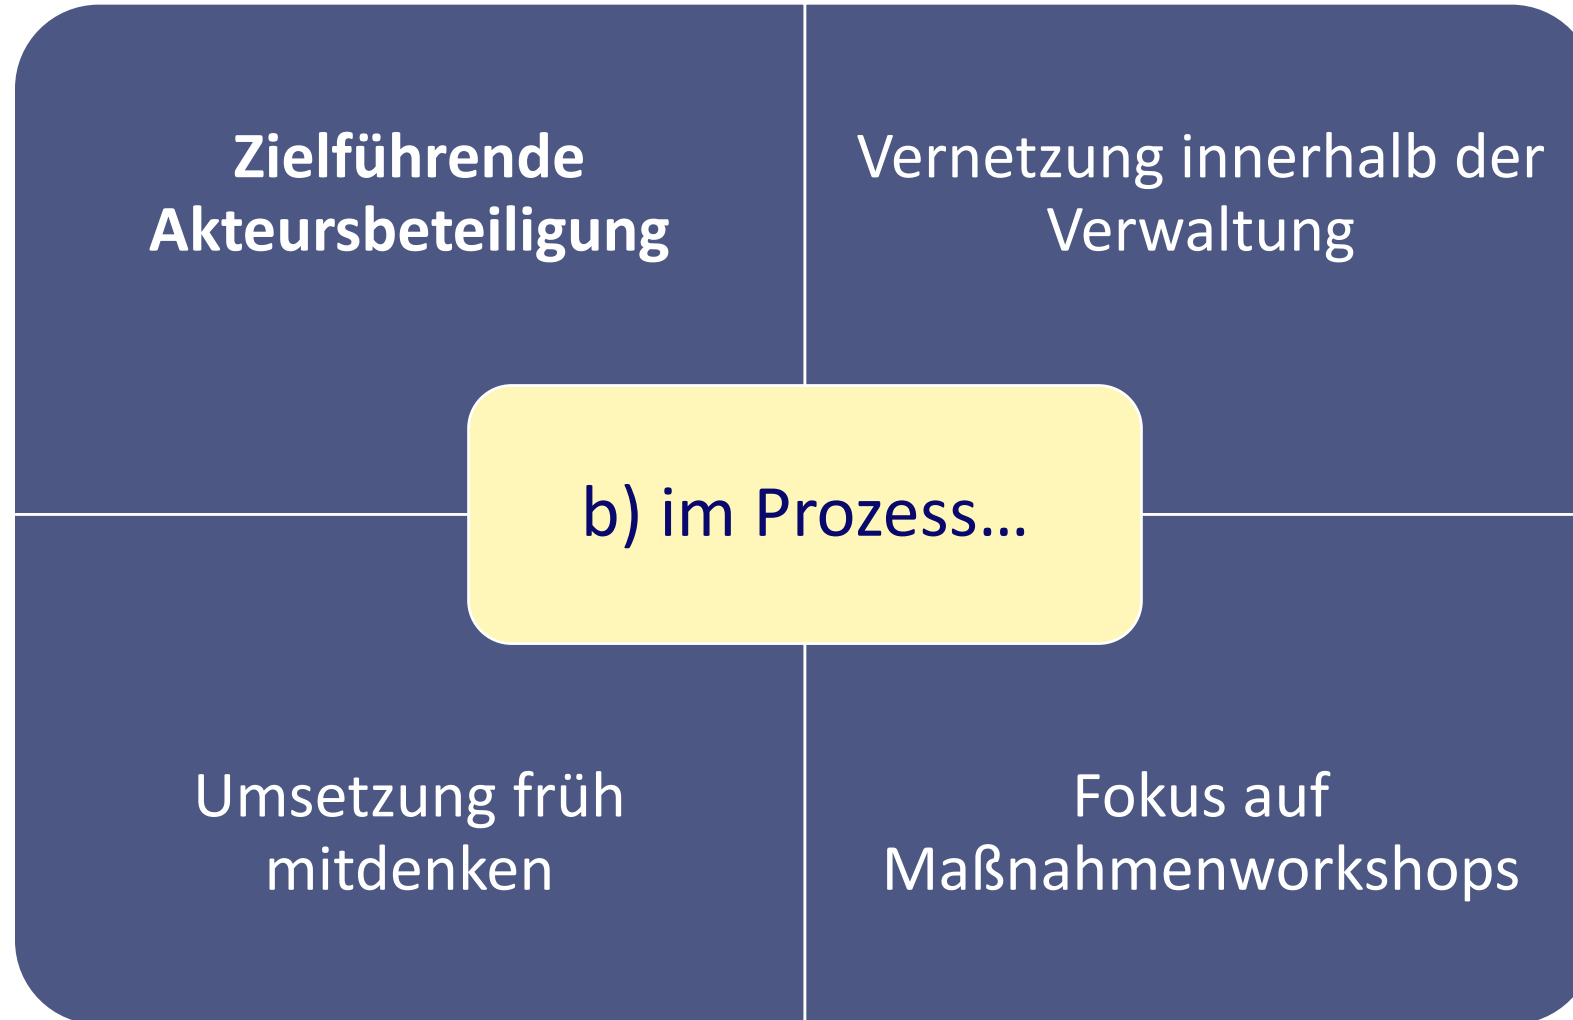 Zielführende
Akteursbeteiligung
Vernetzung innerhalb der
Verwaltung
b) im Prozess...
Umsetzung früh
mitdenken
Fokus auf
Maßnahmenworkshops